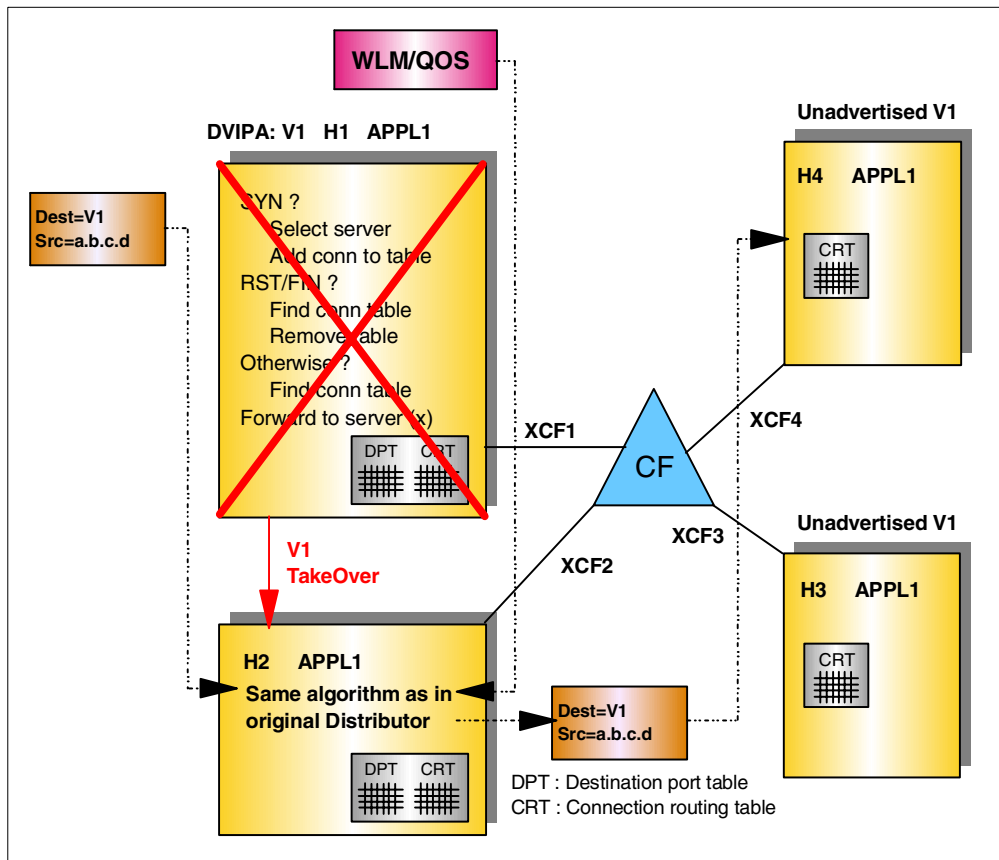 WLM/QOS
Unadvertised V1
DVIPA: V1 H1 APPL1
H4 APPL1
Dest=V1
Src=a.b.c.d
SYN ?
Select server
Add conn to table
RST/FIN ?
Find conn table
Remove table
Otherwise ?
Find conn table
Forward to server (x)
DPT CRT
CRT
XCF1
XCF4
CF
V1
TakeOver
XCF2
XCF3
Unadvertised V1
H3 APPL1
CRT
H2 APPL1
Same algorithm as in
original Distributor
DPT CRT
Dest=V1
Src=a.b.c.d
DPT : Destination port table
CRT : Connection routing table